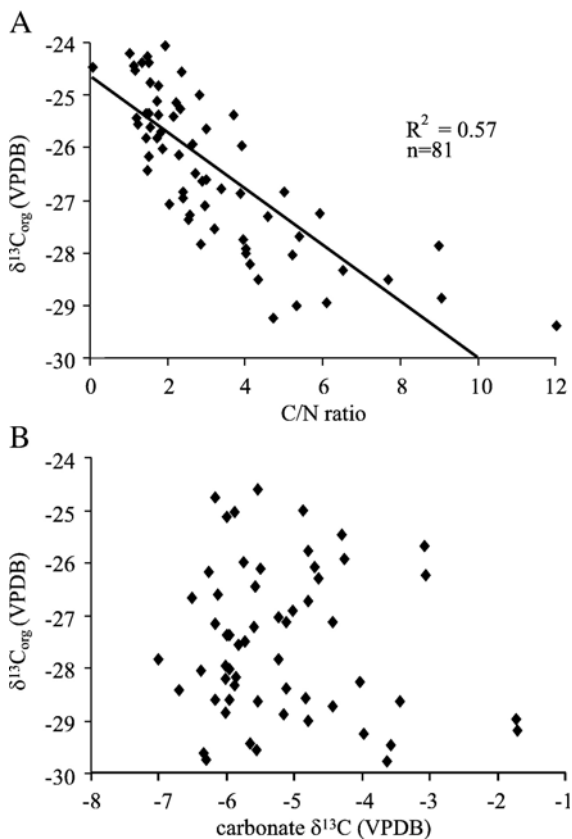 A
-24
-25
-26
-27
-28
-29
-30
δ¹³C_org (VPDB)
R² = 0.57
n=81
0 2 4 6 8 10 12
C/N ratio
B
-24
-25
-26
-27
-28
-29
-30
δ¹³C_org (VPDB)
-8 -7 -6 -5 -4 -3 -2 -1
carbonate δ¹³C (VPDB)